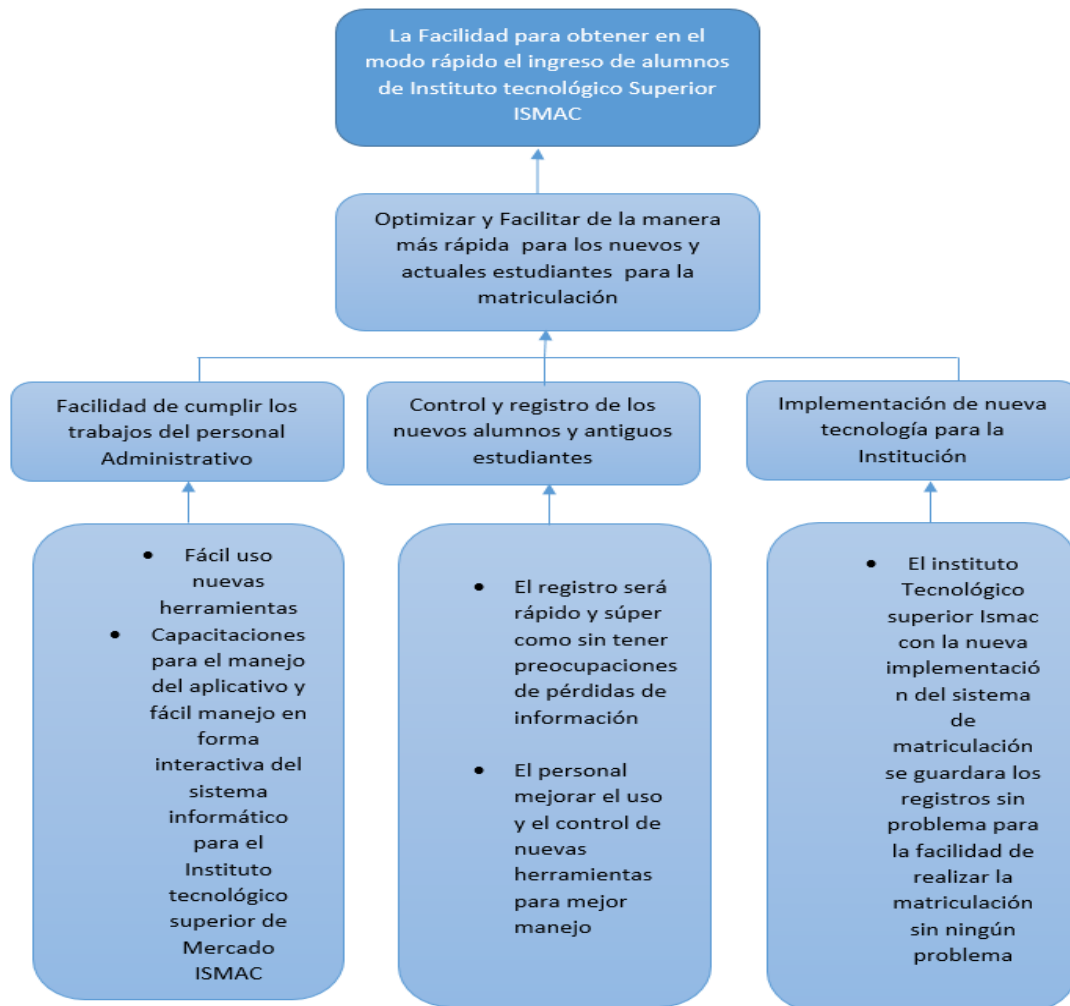 La Facilidad para obtener en el
modo rápido el ingreso de alumnos
de Instituto tecnológico Superior
ISMAC
Optimizar y Facilitar de la manera
más rápida para los nuevos y
actuales estudiantes para la
matriculación
Facilidad de cumplir los
trabajos del personal
Administrativo
Control y registro de los
nuevos alumnos y antiguos
estudiantes
Implementación de nueva
tecnología para la
Institución
• Fácil uso
nuevas
herramientas
• Capacitaciones
para el manejo
del aplicativo y
fácil manejo en
forma
interactiva del
sistema
informático
para el
Instituto
tecnológico
superior de
Mercado
ISMAC
• El registro será
rápido y súper
como sin tener
preocupaciones
de pérdidas de
información
• El personal
mejorar el uso
y el control de
nuevas
herramientas
para mejor
manejo
• El instituto
Tecnológico
superior Ismac
con la nueva
implementació
n del sistema
de
matriculación
se guardara los
registros sin
problema para
la facilidad de
realizar la
matriculación
sin ningún
problema